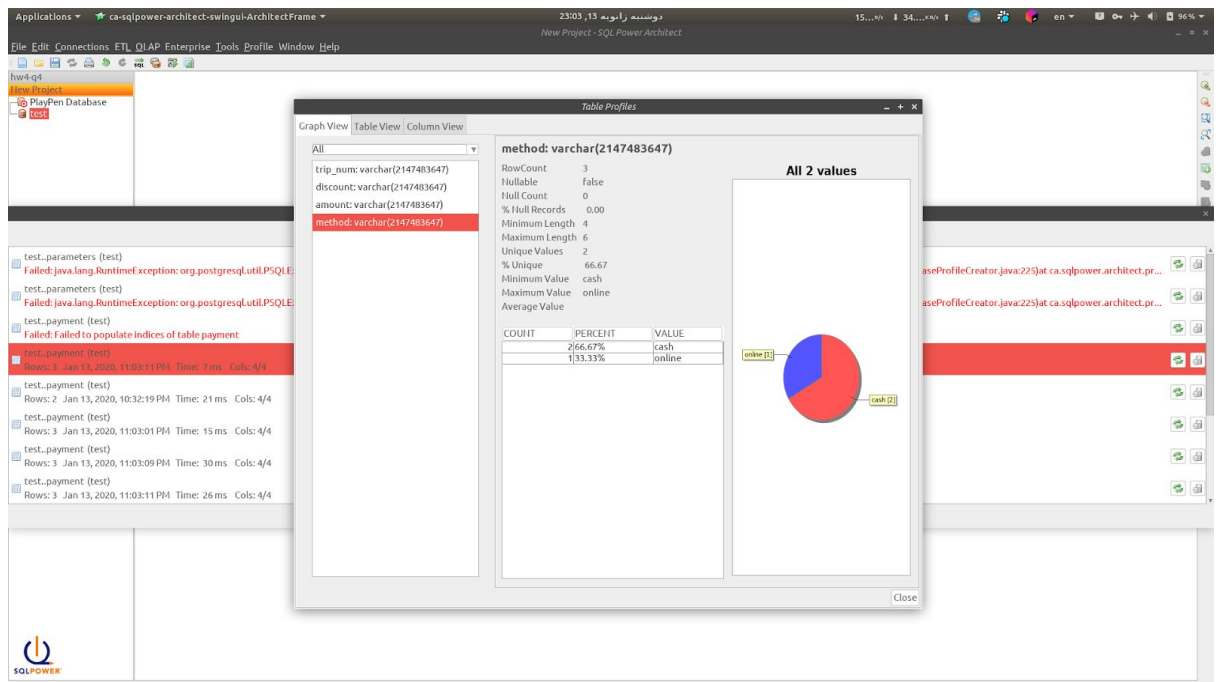 Applications ca-sqlpower-architect-swingui-ArchitectFrame دوشنبه ژانویه 13, 23:03 en 96%
New Project - SQL Power Architect
File Edit Connections ETL OLAP Enterprise Tools Profile Window Help
hw4-q4
New Project
PlayPen Database
test
Table Profiles
Graph View Table View Column View
All
trip_num: varchar(2147483647)
discount: varchar(2147483647)
amount: varchar(2147483647)
method: varchar(2147483647)
method: varchar(2147483647)
RowCount 3
Nullable false
Null Count 0
% Null Records 0.00
Minimum Length 4
Maximum Length 6
Unique Values 2
% Unique 66.67
Minimum Value cash
Maximum Value online
Average Value
COUNT PERCENT VALUE
2 66.67% cash
1 33.33% online
All 2 values
online [1]
cash [2]
Close
test..parameters (test)
Failed: java.lang.RuntimeException: org.postgresql.util.PSQLE aseProfileCreator.java:225)at ca.sqlpower.architect.pr...
test..parameters (test)
Failed: java.lang.RuntimeException: org.postgresql.util.PSQLE aseProfileCreator.java:225)at ca.sqlpower.architect.pr...
test..payment (test)
Failed: Failed to populate indices of table payment
test..payment (test)
Rows: 3 Jan 13, 2020, 11:03:11 PM Time: 7 ms Cols: 4/4
test..payment (test)
Rows: 2 Jan 13, 2020, 10:32:19 PM Time: 21 ms Cols: 4/4
test..payment (test)
Rows: 3 Jan 13, 2020, 11:03:01 PM Time: 15 ms Cols: 4/4
test..payment (test)
Rows: 3 Jan 13, 2020, 11:03:09 PM Time: 30 ms Cols: 4/4
test..payment (test)
Rows: 3 Jan 13, 2020, 11:03:11 PM Time: 26 ms Cols: 4/4
SQLPOWER